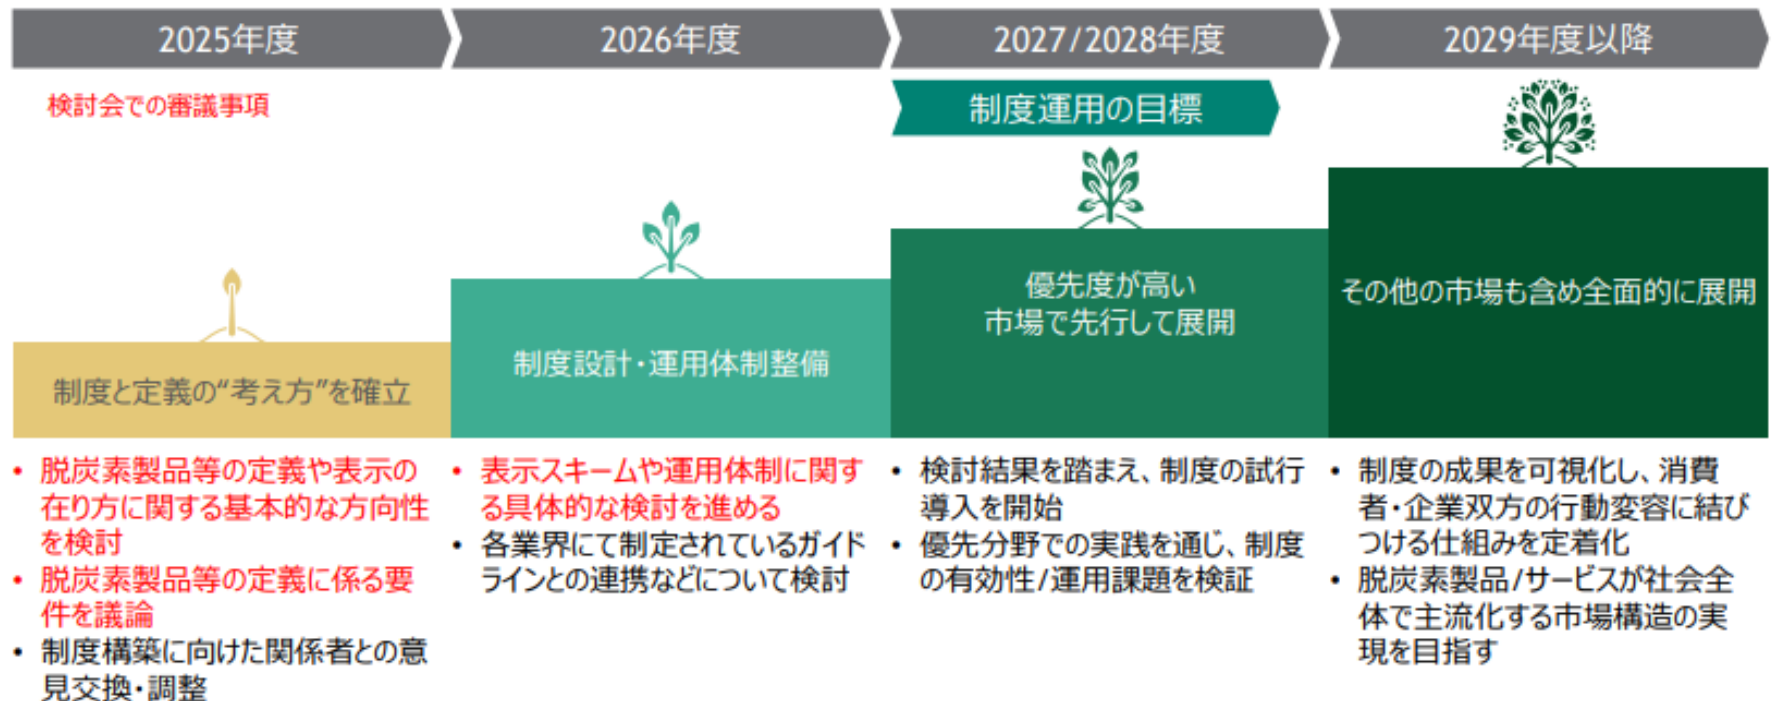 2025年度
2026年度
2027/2028年度
2029年度以降
検討会での審議事項
制度運用の目標
制度と定義の“考え方”を確立
制度設計・運用体制整備
優先度が高い
市場で先行して展開
その他の市場も含め全面的に展開
• 脱炭素製品等の定義や表示の
在り方に関する基本的な方向性
を検討
• 脱炭素製品等の定義に係る要
件を議論
• 制度構築に向けた関係者との意
見交換・調整
• 表示スキームや運用体制に関す
る具体的な検討を進める
• 各業界にて制定されているガイド
ラインとの連携などについて検討
• 検討結果を踏まえ、制度の試行
導入を開始
• 優先分野での実践を通じ、制度
の有効性/運用課題を検証
• 制度の成果を可視化し、消費
者・企業双方の行動変容に結び
つける仕組みを定着化
• 脱炭素製品/サービスが社会全
体で主流化する市場構造の実
現を目指す